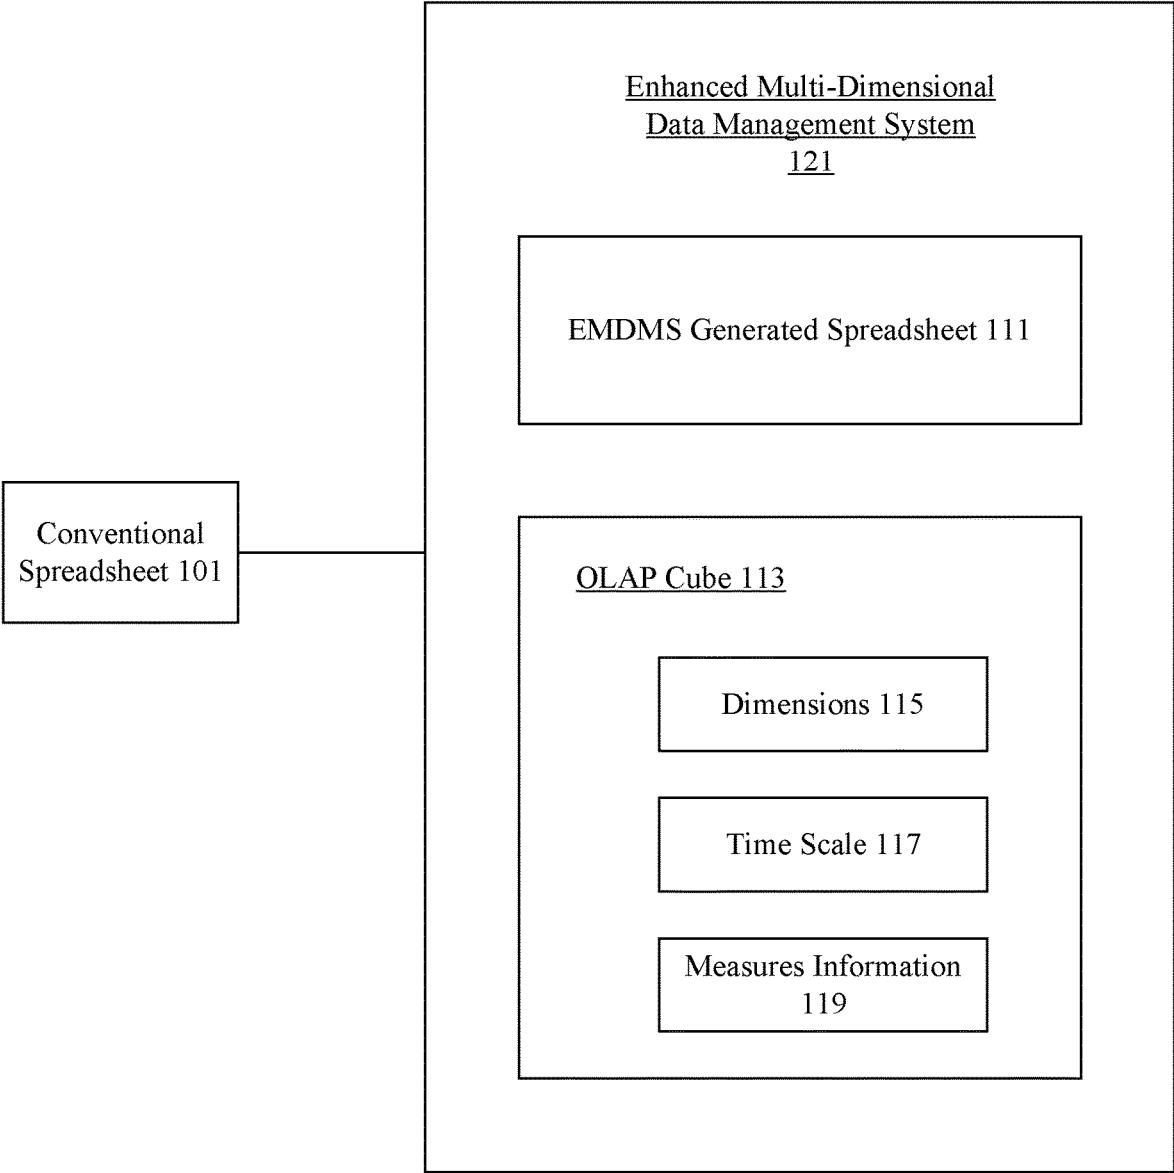 Enhanced Multi-Dimensional
Data Management System
121
EMDMS Generated Spreadsheet 111
Conventional
Spreadsheet 101
OLAP Cube 113
Dimensions 115
Time Scale 117
Measures Information
119